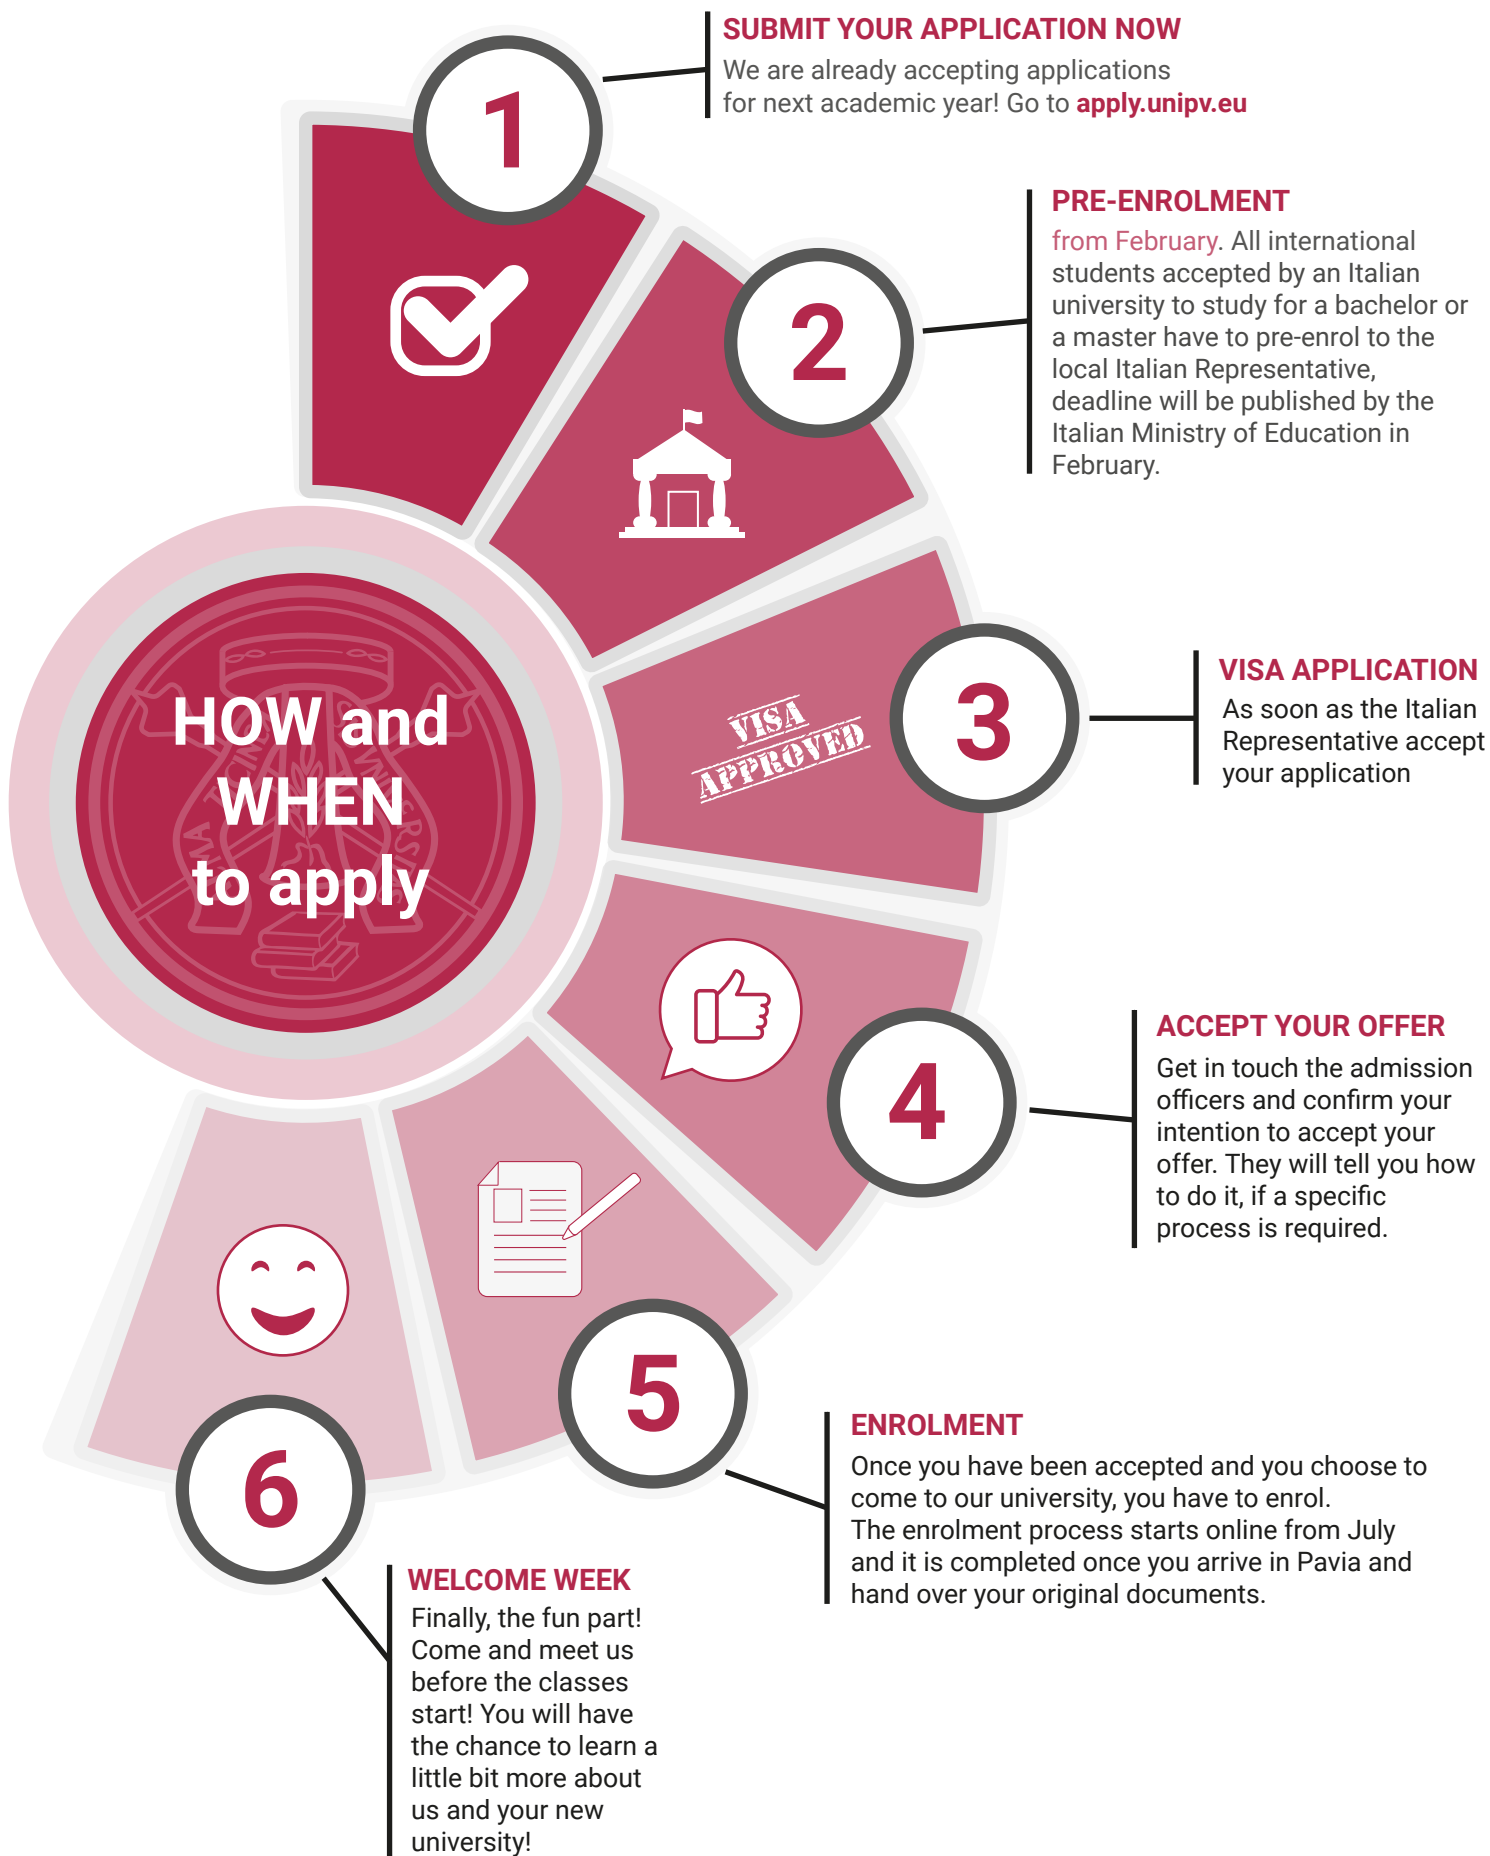 SUBMIT YOUR APPLICATION NOW
We are already accepting applications
for next academic year! Go to apply.unipv.eu
1
PRE-ENROLMENT
from February. All international
students accepted by an Italian
university to study for a bachelor or
a master have to pre-enrol to the
local Italian Representative,
deadline will be published by the
Italian Ministry of Education in
February.
2
VISA APPLICATION
As soon as the Italian
Representative accept
your application
3
VISA
APPROVED
HOW and
WHEN
to apply
ACCEPT YOUR OFFER
Get in touch the admission
officers and confirm your
intention to accept your
offer. They will tell you how
to do it, if a specific
process is required.
4
ENROLMENT
Once you have been accepted and you choose to
come to our university, you have to enrol.
The enrolment process starts online from July
and it is completed once you arrive in Pavia and
hand over your original documents.
5
6
WELCOME WEEK
Finally, the fun part!
Come and meet us
before the classes
start! You will have
the chance to learn a
little bit more about
us and your new
university!